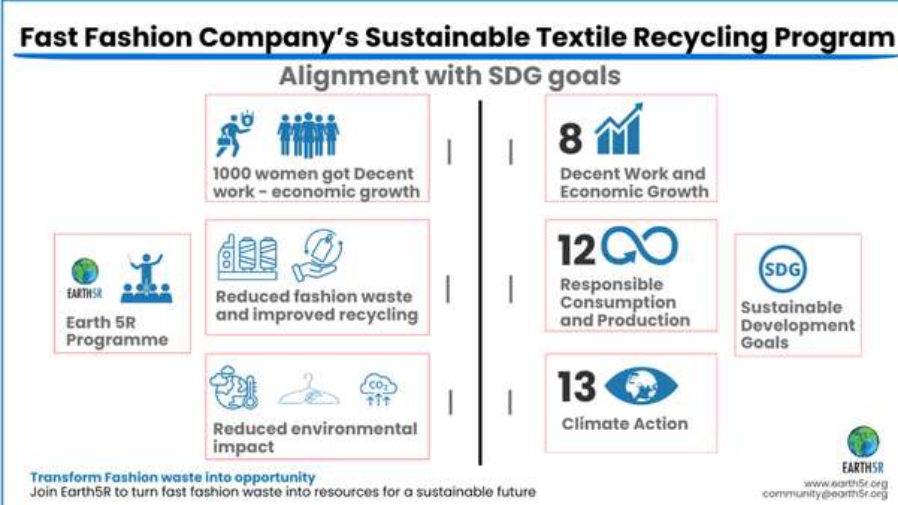 Fast Fashion Company's Sustainable Textile Recycling Program
Alignment with SDG goals
1000 women got Decent
work - economic growth
8
Decent Work and
Economic Growth
EARTH5R
Earth 5R
Programme
Reduced fashion waste
and improved recycling
12
Responsible
Consumption
and Production
SDG
Sustainable
Development
Goals
CO2
Reduced environmental
impact
13
Climate Action
Transform Fashion waste into opportunity
Join Earth5R to turn fast fashion waste into resources for a sustainable future
EARTH5R
www.earth5r.org
community@earth5r.org